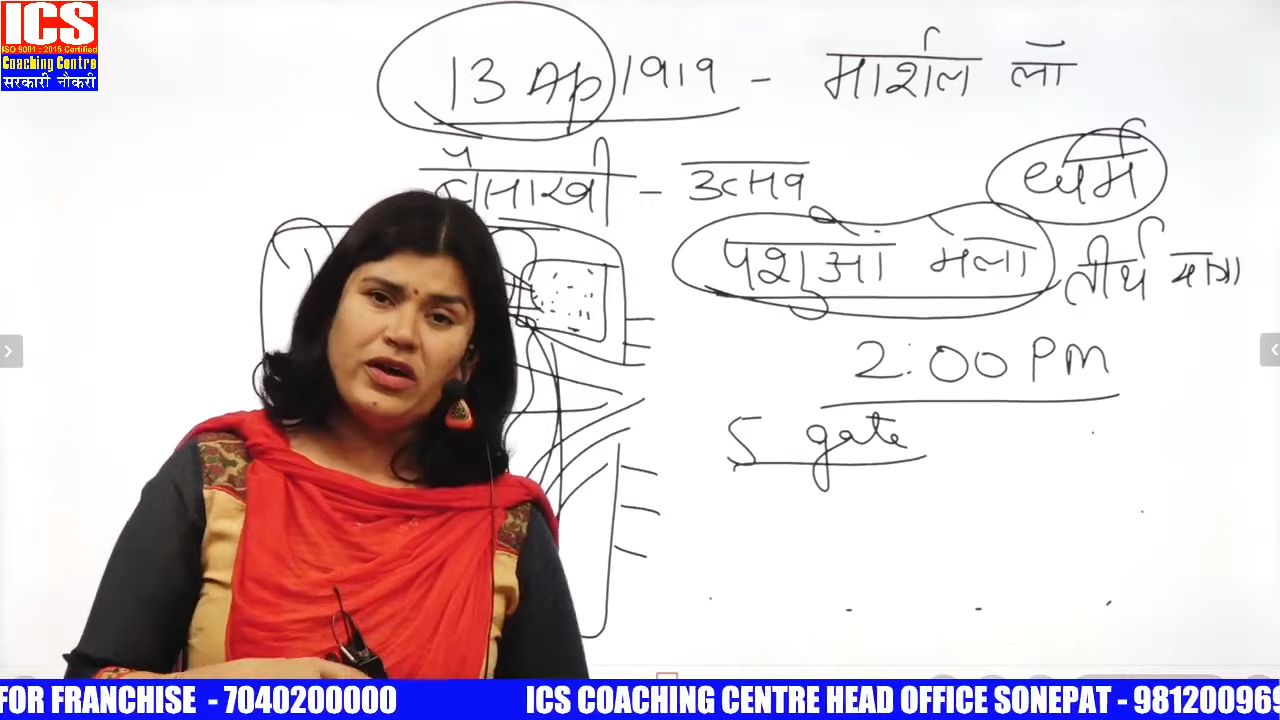 ICS
ISO 9001 : 2015 Certified
Coaching Centre
सरकारी नौकरी
13 Ap 1919 - मार्शल लॉ
बैसाखी - उत्सव
धर्म
पशुओं मेला तीर्थ यात्रा
2:00 PM
5 gate
FOR FRANCHISE - 7040200000 ICS COACHING CENTRE HEAD OFFICE SONEPAT - 981200969